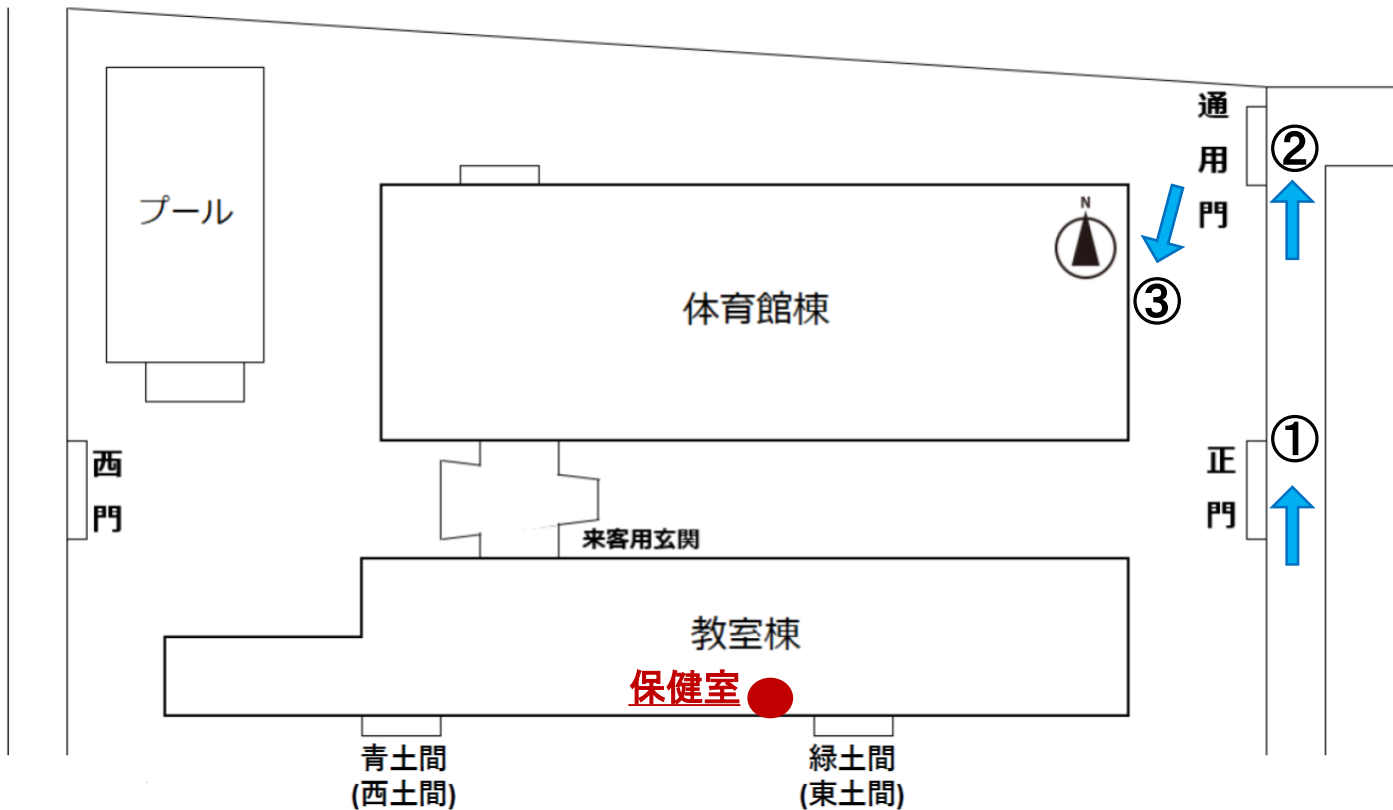 通用門
②
プール
N
③
体育館棟
①
西門
正門
来客用玄関
教室棟
保健室
青土間
(西土間)
緑土間
(東土間)